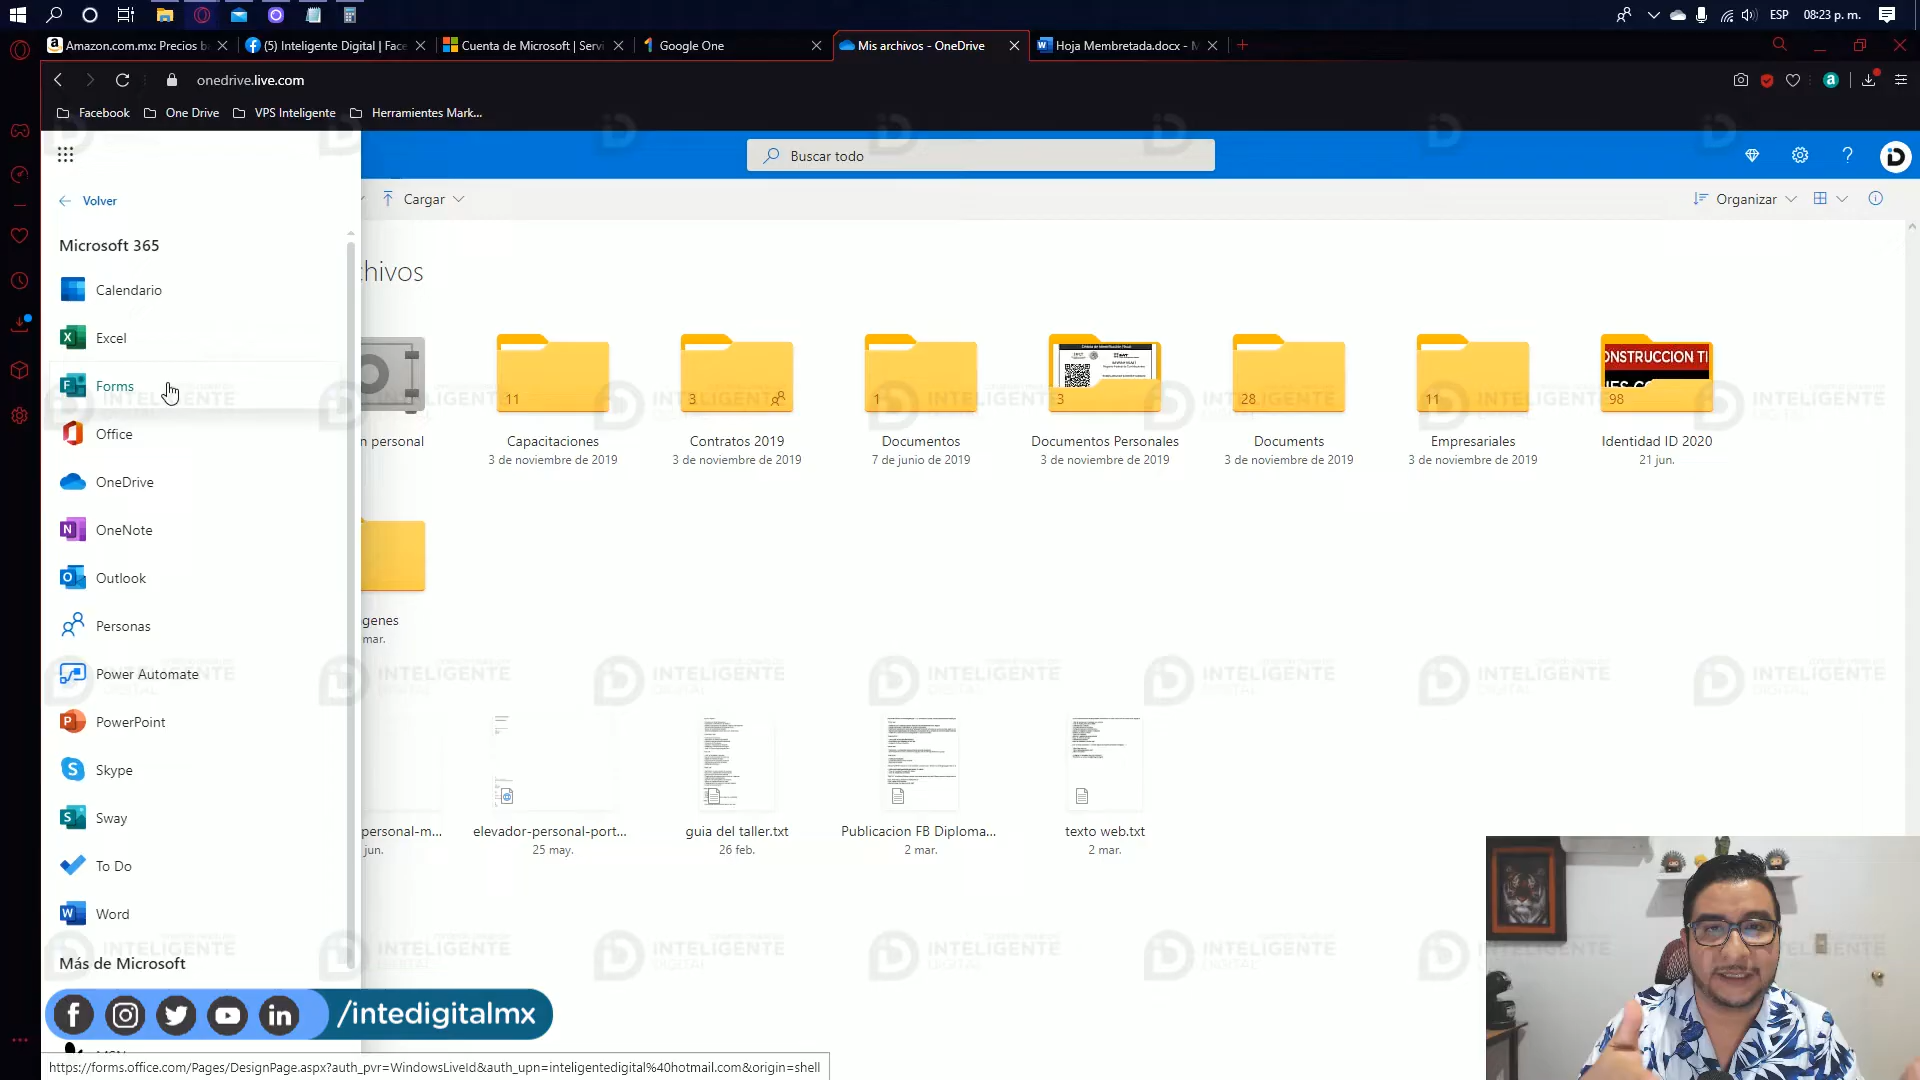 ESP
08:23 p. m.
Amazon.com.mx: Precios b
(5) Inteligente Digital | Face
Cuenta de Microsoft | Servi
Google One
Mis archivos - OneDrive
Hoja Membretada.docx - M
onedrive.live.com
Facebook
One Drive
VPS Inteligente
Herramientes Mark...
Buscar todo
Volver
Cargar
Organizar
Microsoft 365
Calendario
Excel
Forms
Office
OneDrive
OneNote
Outlook
Personas
Power Automate
PowerPoint
Skype
Sway
To Do
Word
Más de Microsoft
chivos
n personal
11
Capacitaciones
3 de noviembre de 2019
3
Contratos 2019
3 de noviembre de 2019
1
Documentos
7 de junio de 2019
3
Documentos Personales
3 de noviembre de 2019
28
Documents
3 de noviembre de 2019
11
Empresariales
3 de noviembre de 2019
ONSTRUCCION TI
98
Identidad ID 2020
21 jun.
genes
mar.
personal-m...
jun.
elevador-personal-port...
25 may.
guia del taller.txt
26 feb.
Publicacion FB Diploma...
2 mar.
texto web.txt
2 mar.
INTELIGENTE
DIGITAL
/intedigitalmx
https://forms.office.com/Pages/DesignPage.aspx?auth_pvr=WindowsLiveId&auth_upn=inteligentedigital%40hotmail.com&origin=shell